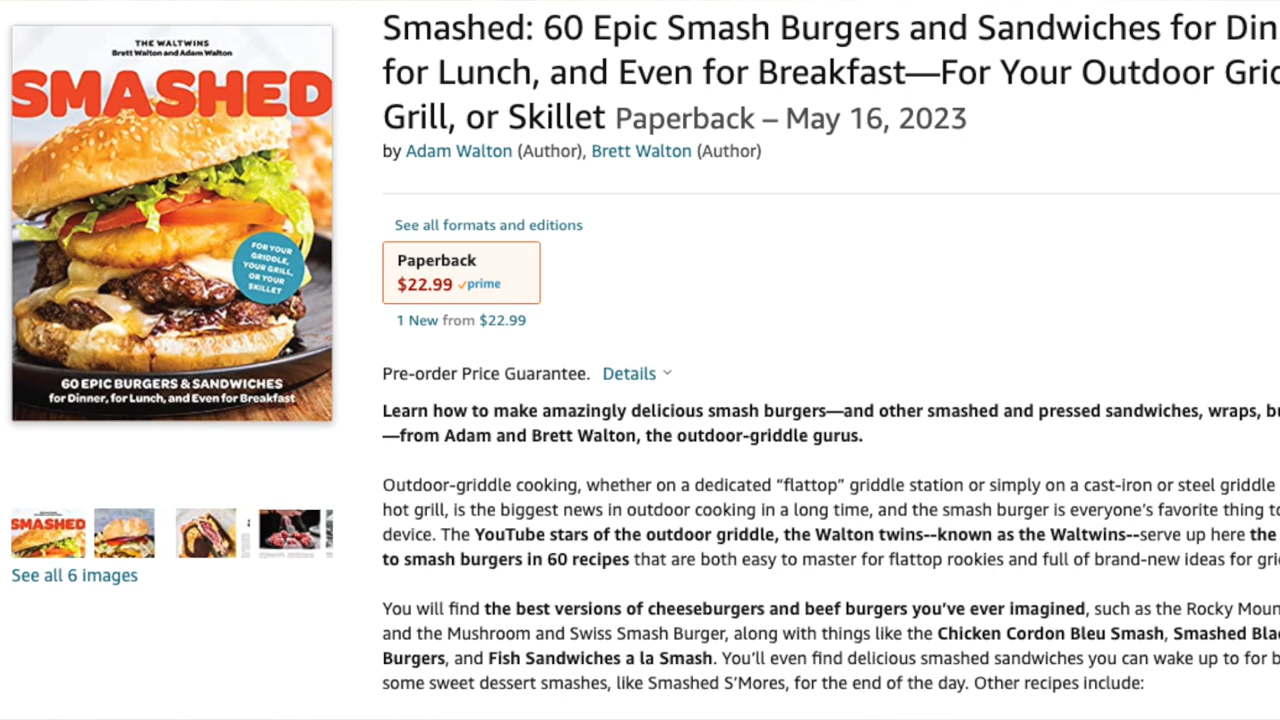 THE WALTWINS
Brett Walton and Adam Walton
SMASHED
FOR YOUR
GRIDDLE,
YOUR GRILL,
OR YOUR
SKILLET
60 EPIC BURGERS & SANDWICHES
for Dinner, for Lunch, and Even for Breakfast
SMASHED
See all 6 images
Smashed: 60 Epic Smash Burgers and Sandwiches for Din
for Lunch, and Even for Breakfast—For Your Outdoor Grid
Grill, or Skillet Paperback – May 16, 2023
by Adam Walton (Author), Brett Walton (Author)
See all formats and editions
Paperback
$22.99 prime
1 New from $22.99
Pre-order Price Guarantee. Details
Learn how to make amazingly delicious smash burgers—and other smashed and pressed sandwiches, wraps, br
—from Adam and Brett Walton, the outdoor-griddle gurus.
Outdoor-griddle cooking, whether on a dedicated “flattop” griddle station or simply on a cast-iron or steel griddle
hot grill, is the biggest news in outdoor cooking in a long time, and the smash burger is everyone’s favorite thing to
device. The YouTube stars of the outdoor griddle, the Walton twins--known as the Waltwins--serve up here the
to smash burgers in 60 recipes that are both easy to master for flattop rookies and full of brand-new ideas for gri
You will find the best versions of cheeseburgers and beef burgers you’ve ever imagined, such as the Rocky Moun
and the Mushroom and Swiss Smash Burger, along with things like the Chicken Cordon Bleu Smash, Smashed Blac
Burgers, and Fish Sandwiches a la Smash. You’ll even find delicious smashed sandwiches you can wake up to for b
some sweet dessert smashes, like Smashed S’Mores, for the end of the day. Other recipes include: